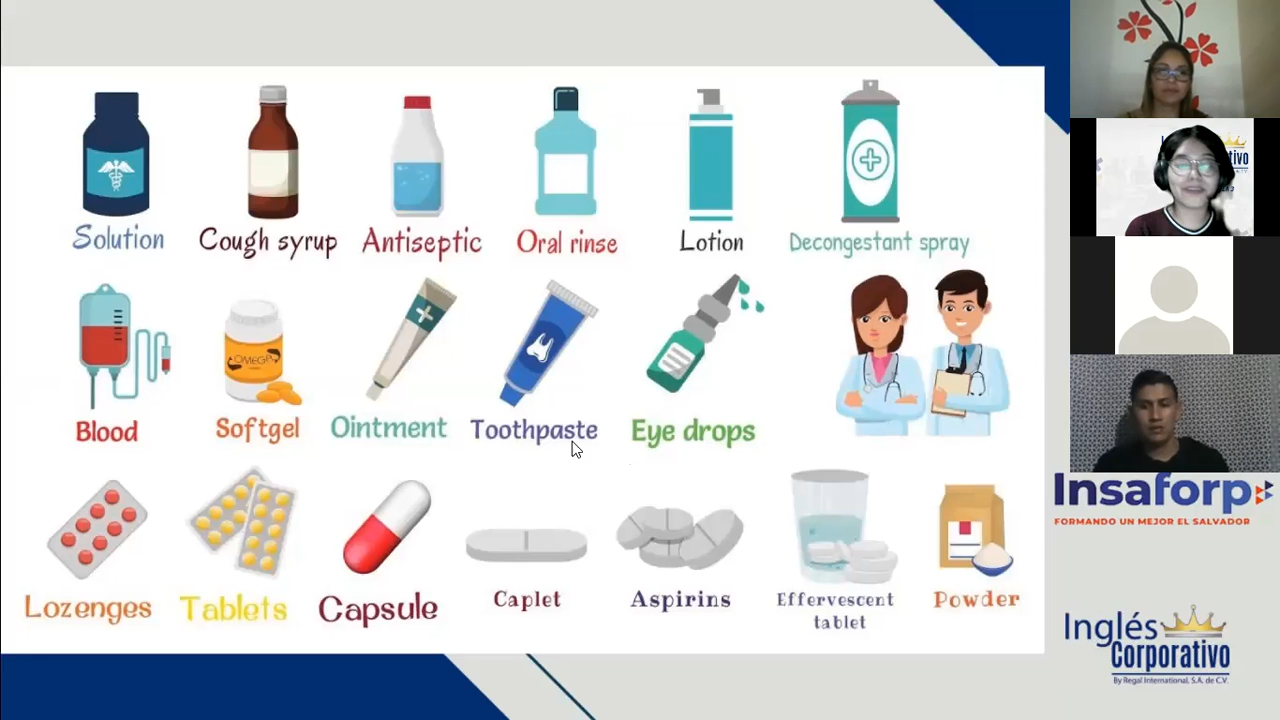 Solution
Cough syrup
Antiseptic
Oral rinse
Lotion
Decongestant spray
OMEGA
Blood
Softgel
Ointment
Toothpaste
Eye drops
Lozenges
Tablets
Capsule
Caplet
Aspirins
Effervescent
tablet
Powder
Insaforp
FORMANDO UN MEJOR EL SALVADOR
Inglés
Corporativo
By Regal International, S.A. de C.V.